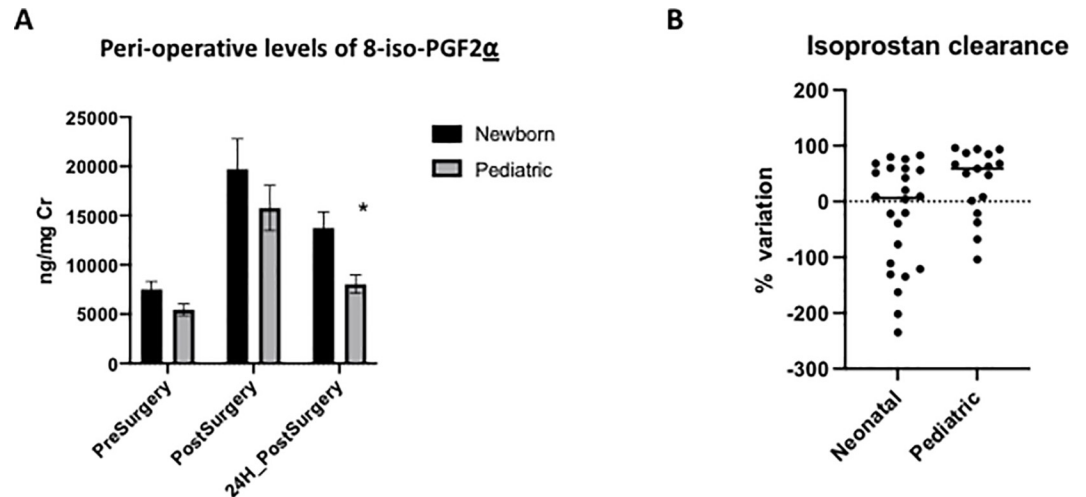 A
Peri-operative levels of 8-iso-PGF2α
25000
20000
15000
10000
5000
0
ng/mg Cr
Newborn
Pediatric
*
PreSurgery
PostSurgery
24H_PostSurgery
B
Isoprostan clearance
200
100
0
-100
-200
-300
% variation
Neonatal
Pediatric